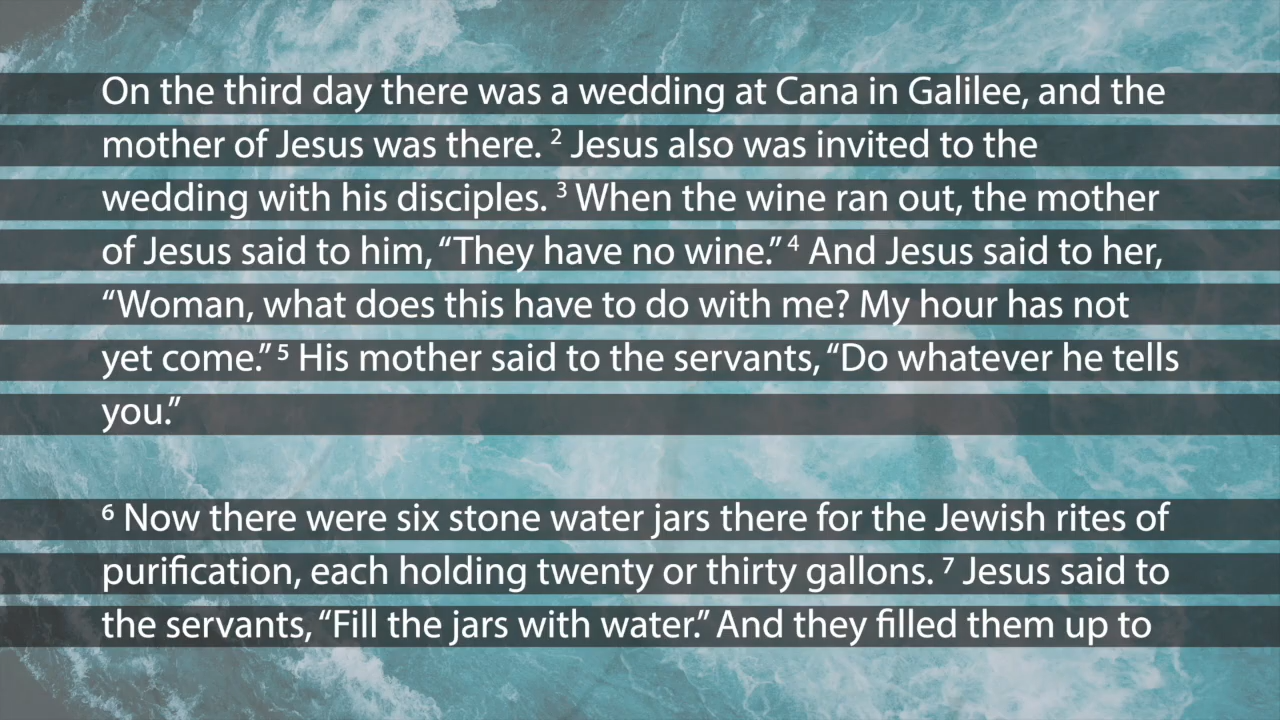 On the third day there was a wedding at Cana in Galilee, and the
mother of Jesus was there. ² Jesus also was invited to the
wedding with his disciples. ³ When the wine ran out, the mother
of Jesus said to him, “They have no wine.” ⁴ And Jesus said to her,
“Woman, what does this have to do with me? My hour has not
yet come.” ⁵ His mother said to the servants, “Do whatever he tells
you.”
⁶ Now there were six stone water jars there for the Jewish rites of
purification, each holding twenty or thirty gallons. ⁷ Jesus said to
the servants, “Fill the jars with water.” And they filled them up to